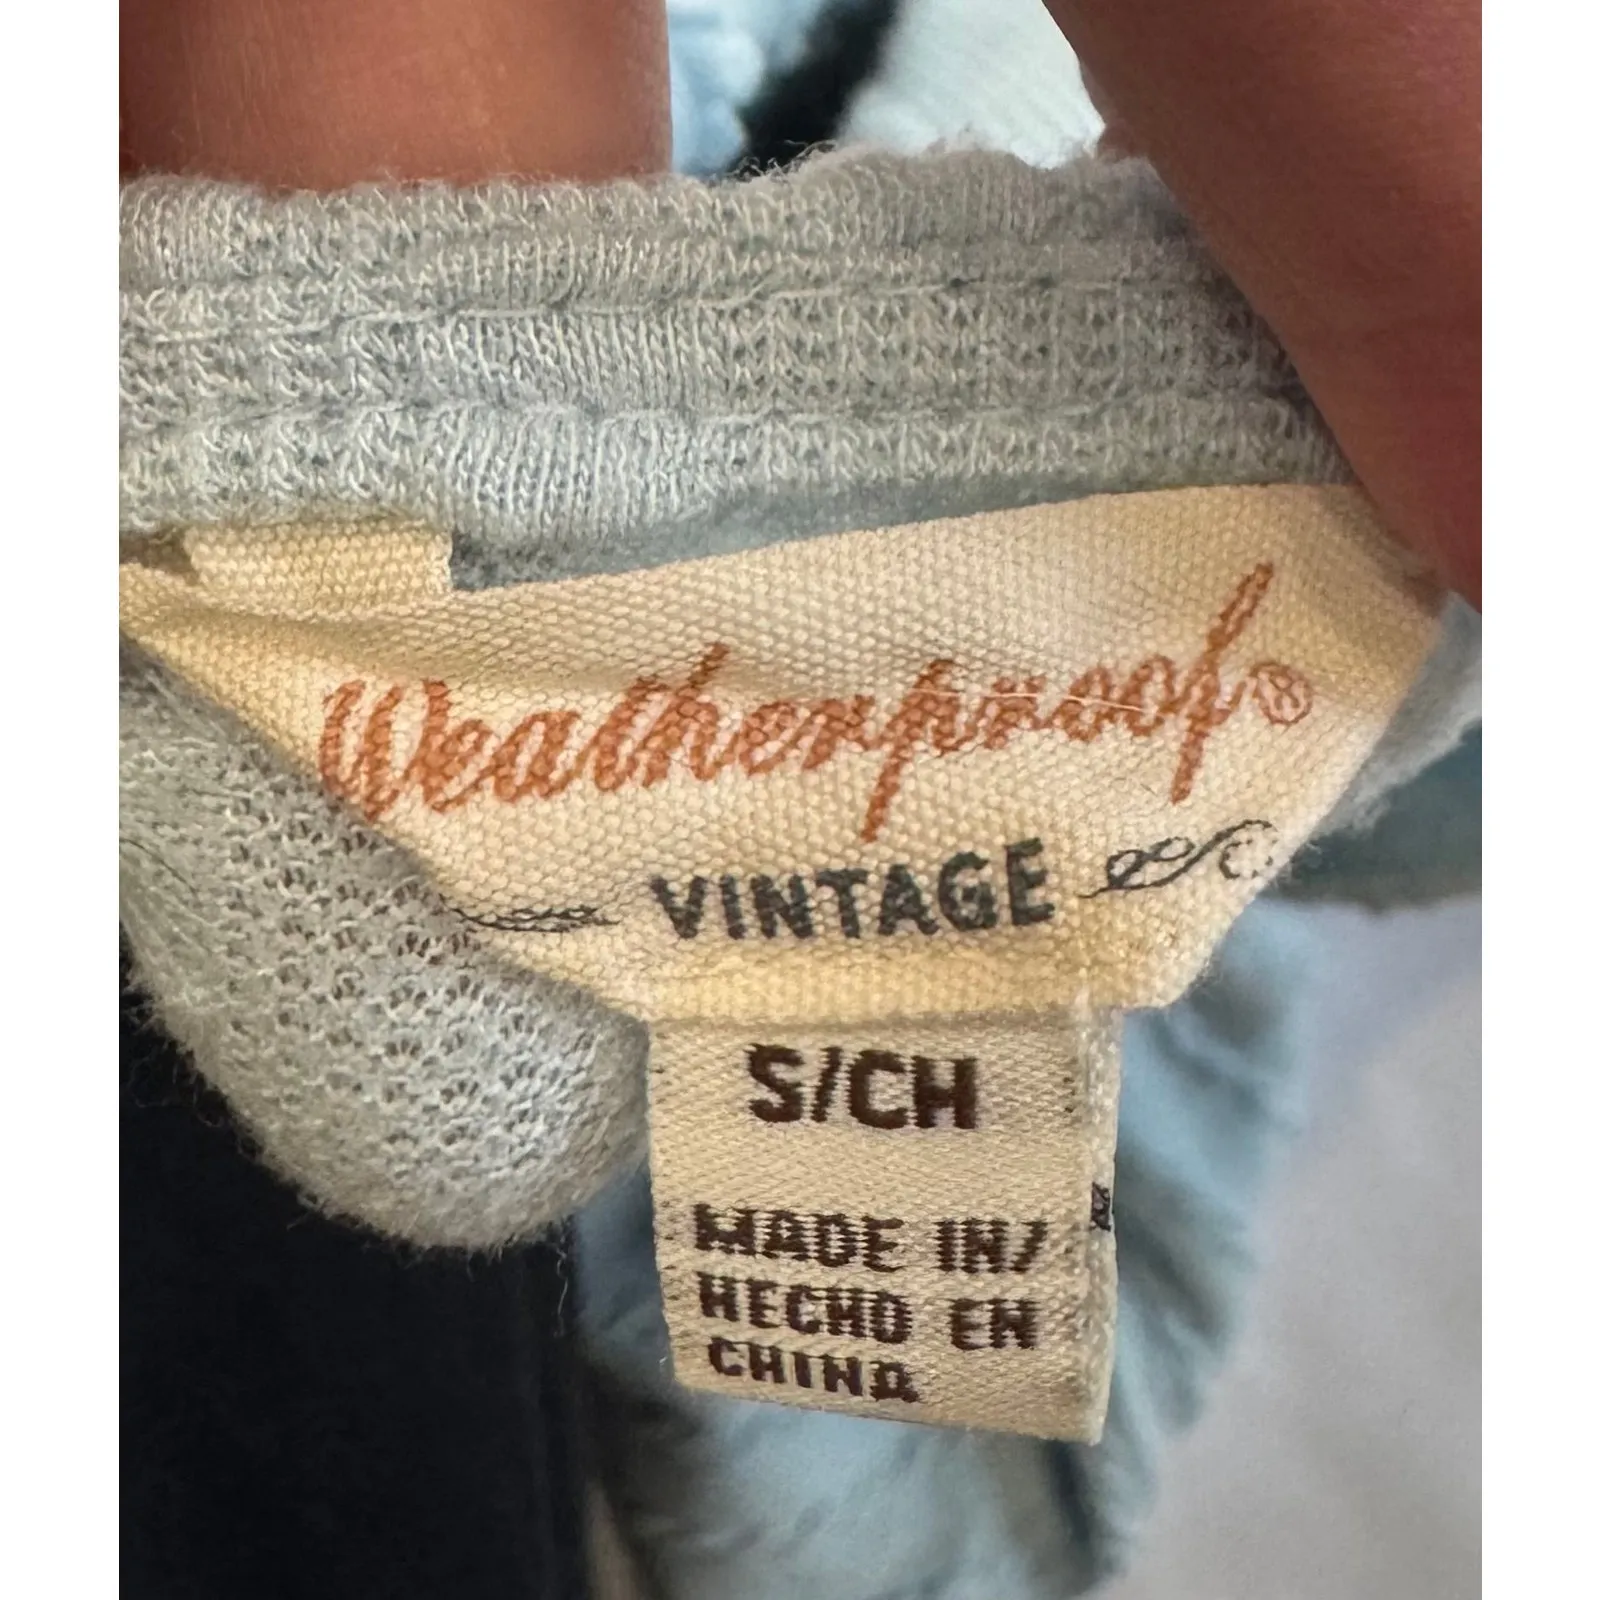 Weatherproof®
VINTAGE
S/CH
MADE IN/
HECHO EN
CHINA